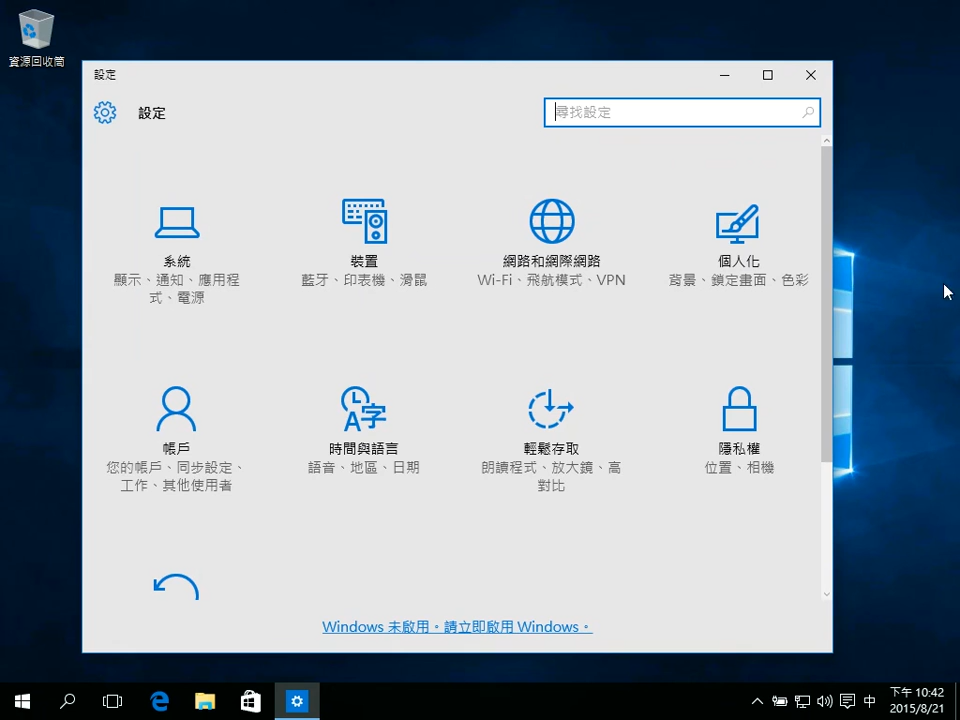 資源回收筒
設定
設定
尋找設定
系統
顯示、通知、應用程
式、電源
裝置
藍牙、印表機、滑鼠
網路和網際網路
Wi-Fi、飛航模式、VPN
個人化
背景、鎖定畫面、色彩
帳戶
您的帳戶、同步設定、
工作、其他使用者
時間與語言
語音、地區、日期
輕鬆存取
朗讀程式、放大鏡、高
對比
隱私權
位置、相機
Windows 未啟用。請立即啟用 Windows。
中
下午 10:42
2015/8/21